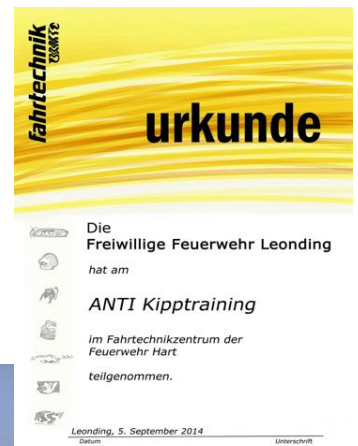 fahrtechnik
urkunde
Die
Freiwillige Feuerwehr Leonding
hat am
ANTI Kipptraining
im Fahrtechnikzentrum der
Feuerwehr Hart
teilgenommen.
Leonding, 5. September 2014
Datum Unterschrift